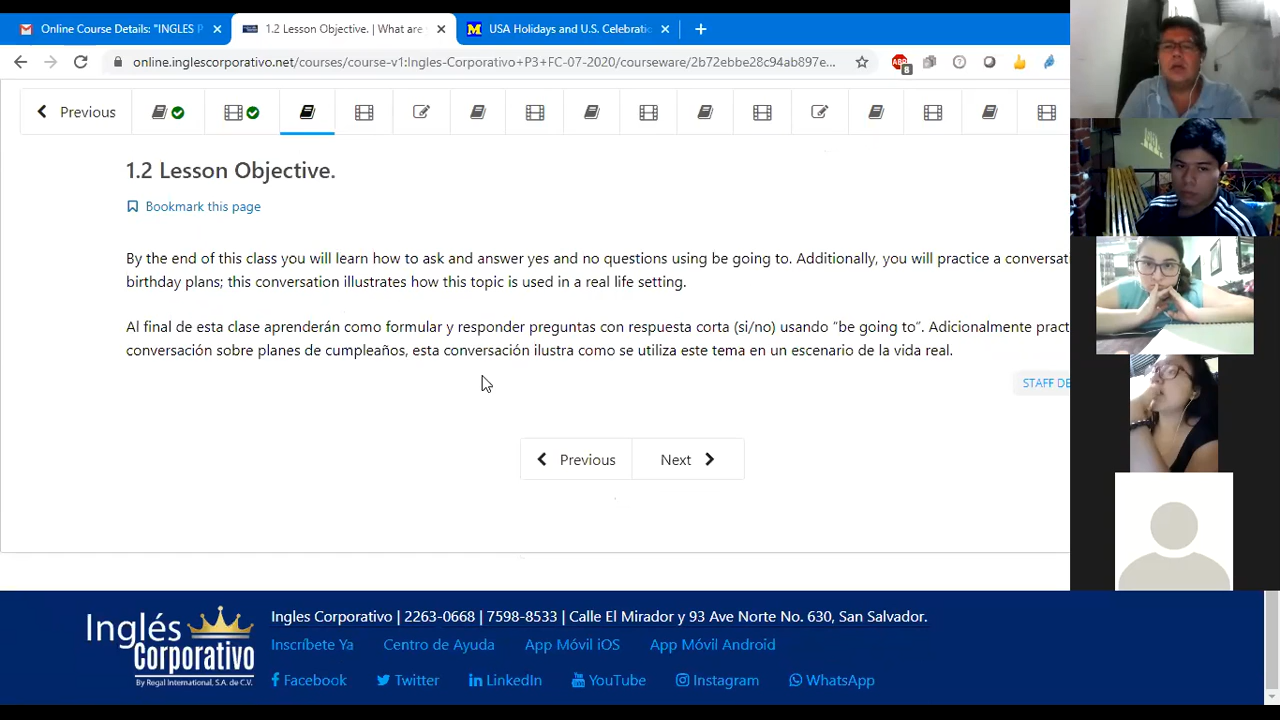 Online Course Details: "INGLES P
1.2 Lesson Objective. | What are
USA Holidays and U.S. Celebratio
online.inglescorporativo.net/courses/course-v1:Ingles-Corporativo+P3+FC-07-2020/courseware/2b72ebbe28c94ab897e...
ABP
8
Previous
1.2 Lesson Objective.
Bookmark this page
By the end of this class you will learn how to ask and answer yes and no questions using be going to. Additionally, you will practice a conversat
birthday plans; this conversation illustrates how this topic is used in a real life setting.
Al final de esta clase aprenderán como formular y responder preguntas con respuesta corta (si/no) usando “be going to”. Adicionalmente pract
conversación sobre planes de cumpleaños, esta conversación ilustra como se utiliza este tema en un escenario de la vida real.
STAFF DE
Previous
Next
Inglés Corporativo
By Regal International, S.A. de C.V.
Ingles Corporativo | 2263-0668 | 7598-8533 | Calle El Mirador y 93 Ave Norte No. 630, San Salvador.
Inscríbete Ya Centro de Ayuda App Móvil iOS App Móvil Android
Facebook Twitter LinkedIn YouTube Instagram WhatsApp